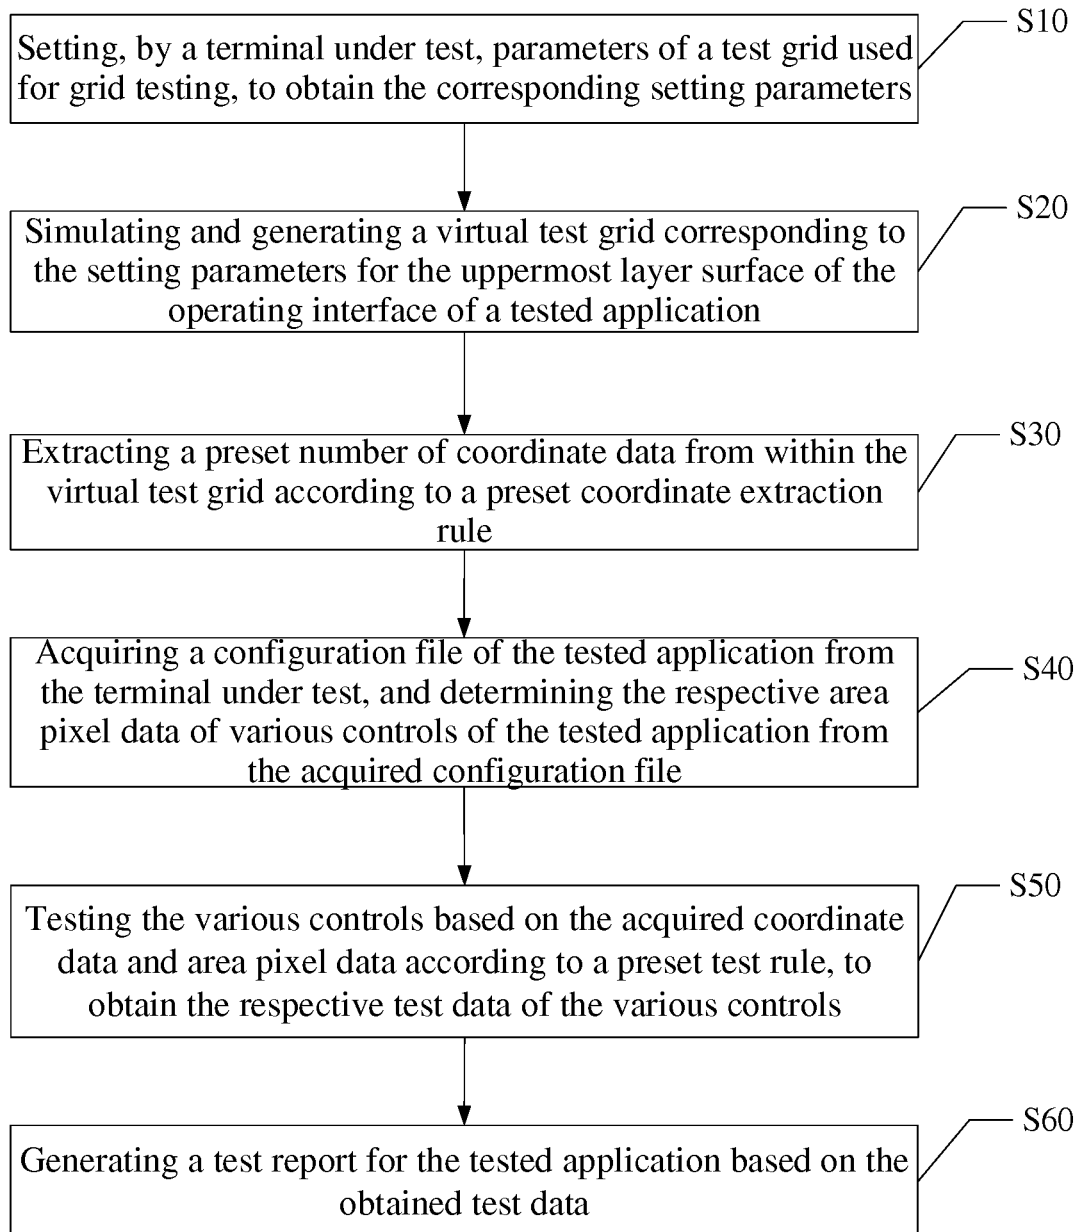 S10
Setting, by a terminal under test, parameters of a test grid used
for grid testing, to obtain the corresponding setting parameters
S20
Simulating and generating a virtual test grid corresponding to
the setting parameters for the uppermost layer surface of the
operating interface of a tested application
S30
Extracting a preset number of coordinate data from within the
virtual test grid according to a preset coordinate extraction
rule
S40
Acquiring a configuration file of the tested application from
the terminal under test, and determining the respective area
pixel data of various controls of the tested application from
the acquired configuration file
S50
Testing the various controls based on the acquired coordinate
data and area pixel data according to a preset test rule, to
obtain the respective test data of the various controls
S60
Generating a test report for the tested application based on the
obtained test data